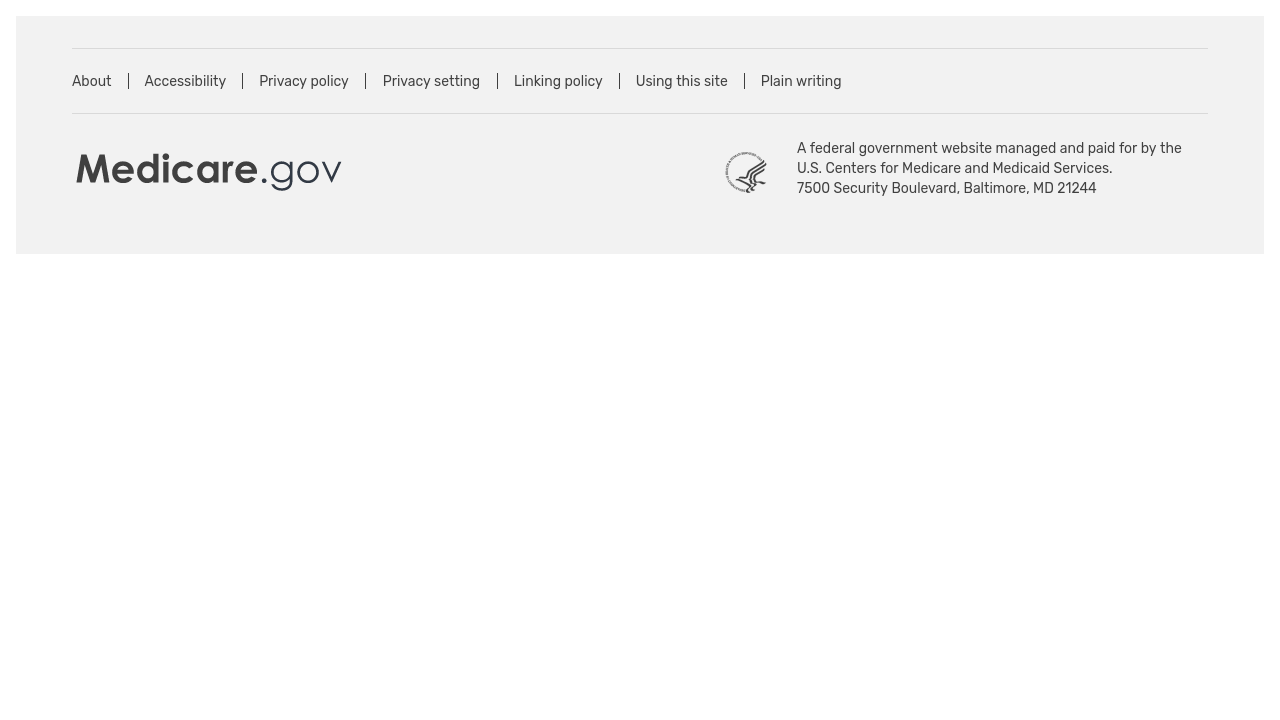 About
Accessibility
Privacy policy
Privacy setting
Linking policy
Using this site
Plain writing
Medicare.gov
A federal government website managed and paid for by the
U.S. Centers for Medicare and Medicaid Services.
7500 Security Boulevard, Baltimore, MD 21244